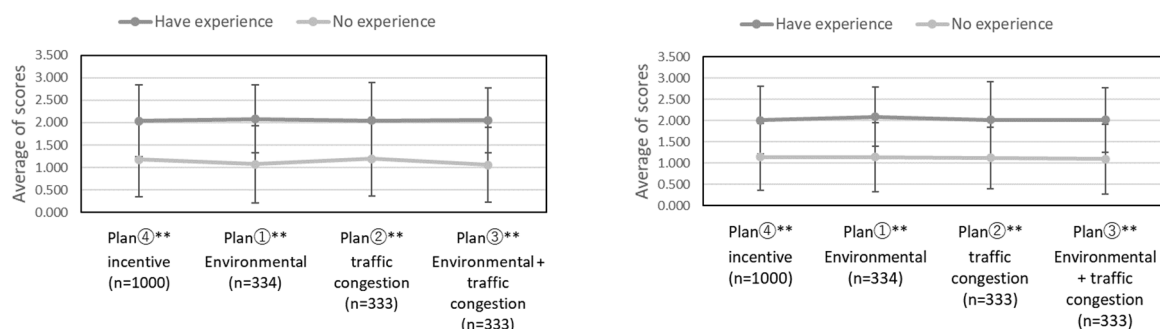 Have experience No experience
Average of scores
3.500
3.000
2.500
2.000
1.500
1.000
0.500
0.000
Plan④** Plan①** Plan②** Plan③**
incentive Environmental traffic Environmental +
(n=1000) (n=334) congestion traffic
(n=333) congestion
(n=333)
Have experience No experience
Average of scores
3.500
3.000
2.500
2.000
1.500
1.000
0.500
0.000
Plan④** Plan①** Plan②** Plan③**
incentive Environmental traffic Environmental
(n=1000) (n=334) congestion + traffic
(n=333) congestion
(n=333)